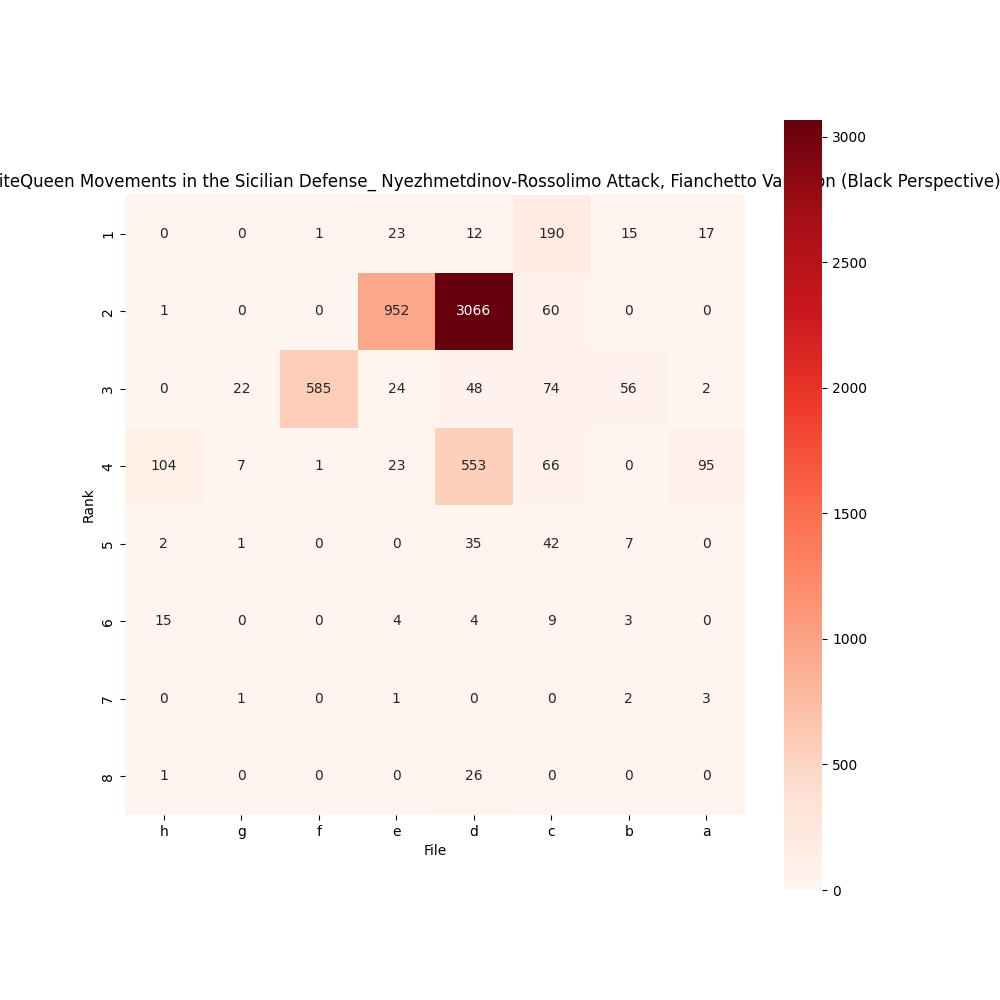 iteQueen Movements in the Sicilian Defense_ Nyezhmetdinov-Rossolimo Attack, Fianchetto Va on (Black Perspective)
3000
2500
2000
1500
1000
500
0
Rank
1 0 0 1 23 12 190 15 17
2 1 0 0 952 3066 60 0 0
3 0 22 585 24 48 74 56 2
4 104 7 1 23 553 66 0 95
5 2 1 0 0 35 42 7 0
6 15 0 0 4 4 9 3 0
7 0 1 0 1 0 0 2 3
8 1 0 0 0 26 0 0 0
h g f e d c b a
File